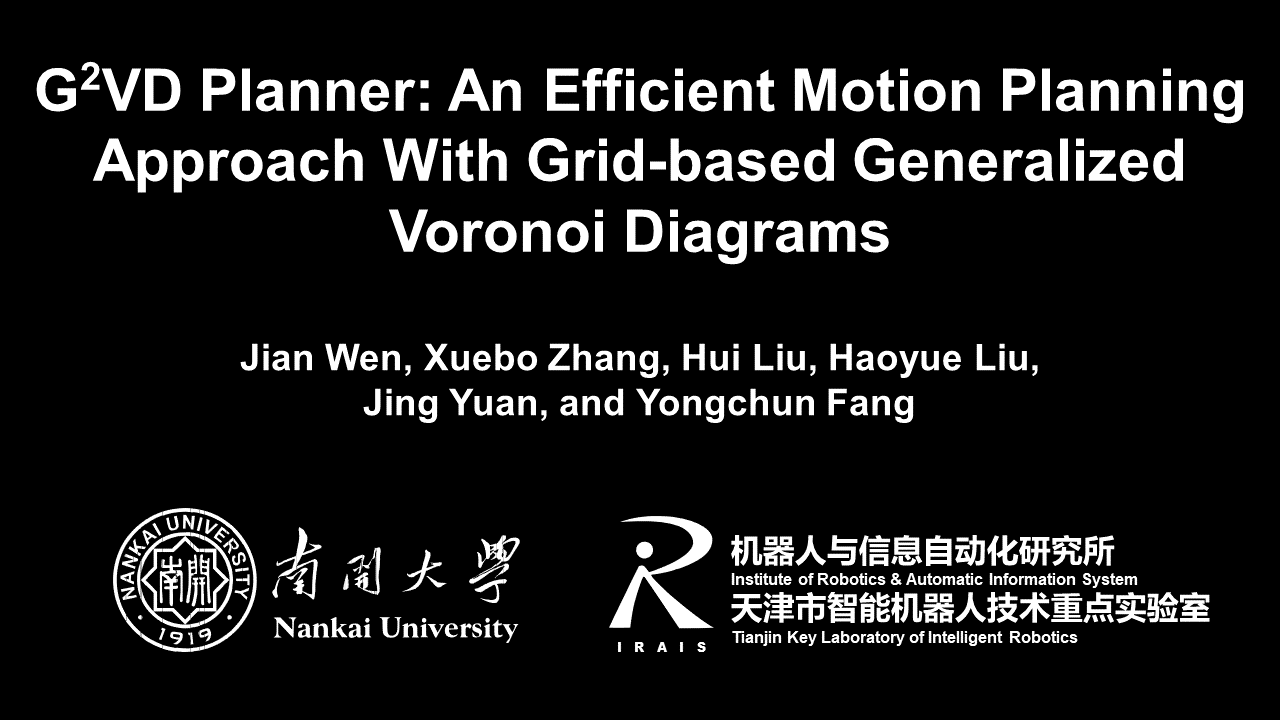 G²VD Planner: An Efficient Motion Planning
Approach With Grid-based Generalized
Voronoi Diagrams
Jian Wen, Xuebo Zhang, Hui Liu, Haoyue Liu,
Jing Yuan, and Yongchun Fang
NANKAI UNIVERSITY
南開
1919
南開大學
Nankai University
IRAIS
机器人与信息自动化研究所
Institute of Robotics & Automatic Information System
天津市智能机器人技术重点实验室
Tianjin Key Laboratory of Intelligent Robotics